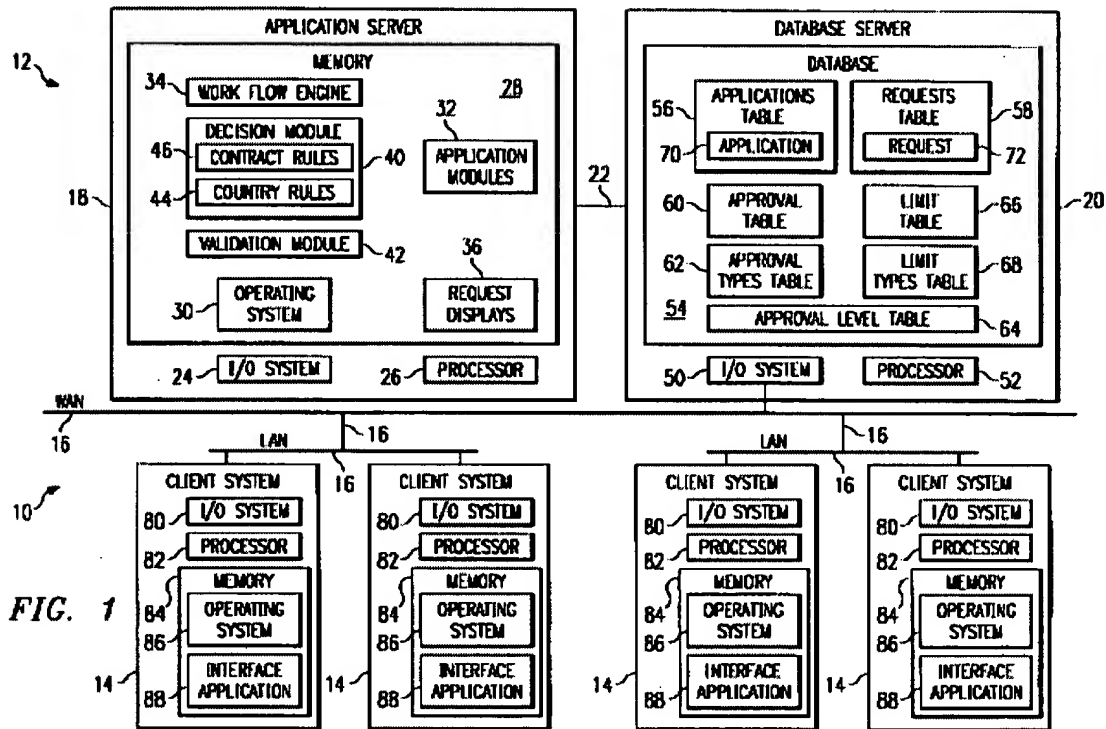 APPLICATION SERVER
MEMORY
12
34
WORK FLOW ENGINE
28
DECISION MODULE
46
CONTRACT RULES
40
44
COUNTRY RULES
32
APPLICATION
MODULES
18
VALIDATION MODULE
42
36
30
OPERATING
SYSTEM
REQUEST
DISPLAYS
24
I/O SYSTEM
26
PROCESSOR
22
DATABASE SERVER
DATABASE
56
APPLICATIONS
TABLE
70
APPLICATION
REQUESTS
TABLE
58
REQUEST
72
60
APPROVAL
TABLE
LIMIT
TABLE
66
20
62
APPROVAL
TYPES TABLE
LIMIT
TYPES TABLE
68
54
APPROVAL LEVEL TABLE
64
50
I/O SYSTEM
PROCESSOR
52
WAN
16
16
16
LAN
16
LAN
16
10
CLIENT SYSTEM
80
I/O SYSTEM
82
PROCESSOR
84
MEMORY
OPERATING
SYSTEM
86
INTERFACE
APPLICATION
88
14
CLIENT SYSTEM
80
I/O SYSTEM
82
PROCESSOR
84
MEMORY
OPERATING
SYSTEM
86
INTERFACE
APPLICATION
88
14
CLIENT SYSTEM
80
I/O SYSTEM
82
PROCESSOR
84
MEMORY
OPERATING
SYSTEM
86
INTERFACE
APPLICATION
88
14
CLIENT SYSTEM
80
I/O SYSTEM
82
PROCESSOR
84
MEMORY
OPERATING
SYSTEM
86
INTERFACE
APPLICATION
88
14
FIG. 1